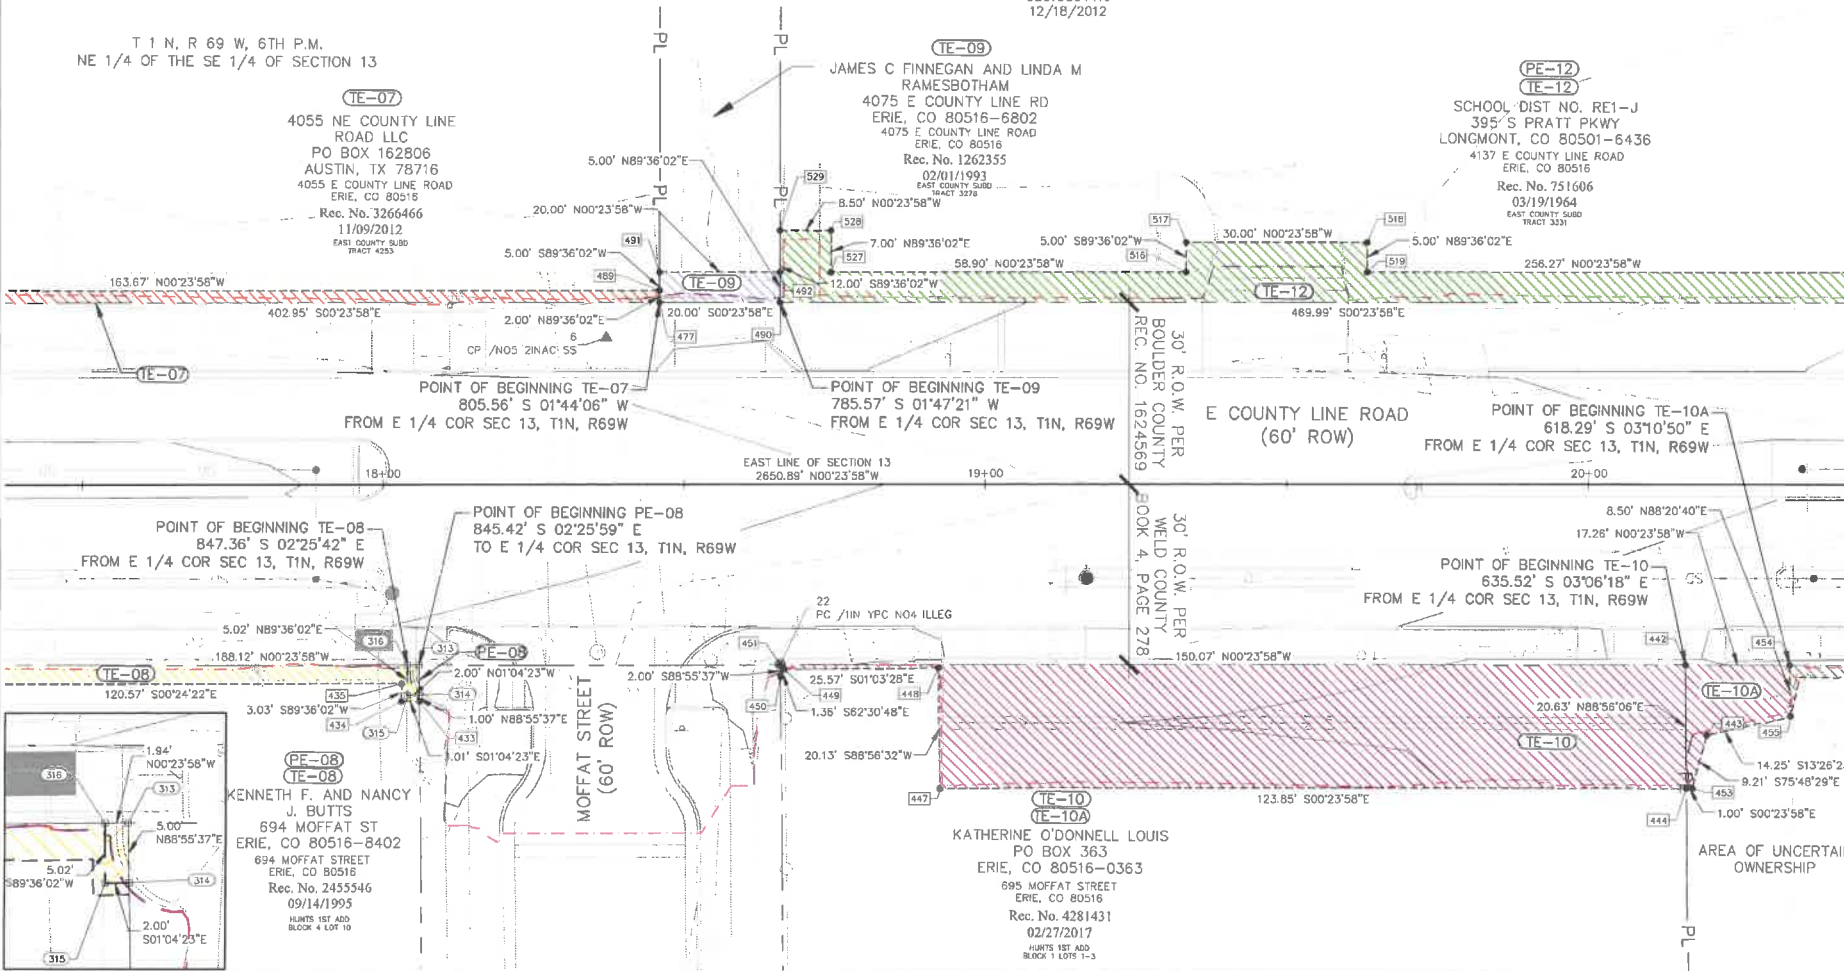 12/18/2012
T 1 N, R 69 W, 6TH P.M.
NE 1/4 OF THE SE 1/4 OF SECTION 13
TE-07
4055 NE COUNTY LINE
ROAD LLC
PO BOX 162806
AUSTIN, TX 78716
4055 E COUNTY LINE ROAD
ERIE, CO 80516
Rec. No. 3266466
11/09/2012
EAST COUNTY SUBD
TRACT 4253
PL
PL
PL
PL
TE-09
JAMES C FINNEGAN AND LINDA M
RAMESBOTHAM
4075 E COUNTY LINE RD
ERIE, CO 80516-6802
4075 E COUNTY LINE ROAD
ERIE, CO 80516
Rec. No. 1262355
02/01/1993
EAST COUNTY SUBD
TRACT 3278
PE-12
TE-12
SCHOOL DIST NO. RE1-J
395 S PRATT PKWY
LONGMONT, CO 80501-6436
4137 E COUNTY LINE ROAD
ERIE, CO 80516
Rec. No. 751606
03/19/1964
EAST COUNTY SUBD
TRACT 3331
5.00' N89°36'02"E
529
20.00' N00°23'58"W
8.50' N00°23'58"W
528
491
5.00' S89°36'02"W
489
7.00' N89°36'02"E
527
58.90' N00°23'58"W
517
5.00' S89°36'02"W
516
30.00' N00°23'58"W
518
5.00' N89°36'02"E
519
256.27' N00°23'58"W
163.67' N00°23'58"W
TE-09
492
12.00' S89°36'02"W
TE-12
402.95' S00°23'58"E
2.00' N89°36'02"E
20.00' S00°23'58"E
469.99' S00°23'58"E
477
490
6
CP /NO5 2INAC SS
TE-07
POINT OF BEGINNING TE-07
805.56' S 01°44'06" W
FROM E 1/4 COR SEC 13, T1N, R69W
POINT OF BEGINNING TE-09
785.57' S 01°47'21" W
FROM E 1/4 COR SEC 13, T1N, R69W
30' R.O.W. PER
BOULDER COUNTY
REC. NO. 1624569
E COUNTY LINE ROAD
(60' ROW)
POINT OF BEGINNING TE-10A
618.29' S 03°10'50" E
FROM E 1/4 COR SEC 13, T1N, R69W
EAST LINE OF SECTION 13
2650.89' N00°23'58"W
18+00
19+00
20+00
POINT OF BEGINNING TE-08
847.36' S 02°25'42" E
FROM E 1/4 COR SEC 13, T1N, R69W
POINT OF BEGINNING PE-08
845.42' S 02°25'59" E
TO E 1/4 COR SEC 13, T1N, R69W
30' R.O.W. PER
WELD COUNTY
BOOK 4, PAGE 278
8.50' N88°20'40"E
17.26' N00°23'58"W
POINT OF BEGINNING TE-10
635.52' S 03°06'18" E
FROM E 1/4 COR SEC 13, T1N, R69W
22
PC /1IN YPC NO4 ILLEG
5.02' N89°36'02"E
316
313
PE-08
188.12' N00°23'58"W
TE-08
120.57' S00°24'22"E
2.00' N01°04'23"W
435
314
3.03' S89°36'02"W
434
315
433
1.00' N88°55'37"E
1.01' S01°04'23"E
MOFFAT STREET
(60' ROW)
451
2.00' S88°55'37"W
450
449
25.57' S01°03'28"E
448
1.36' S62°30'48"E
150.07' N00°23'58"W
442
454
TE-10A
20.63' N88°56'06"E
443
455
TE-10
20.13' S88°56'32"W
447
123.85' S00°23'58"E
9.21' S75°48'29"E
453
444
1.00' S00°23'58"E
AREA OF
OWNERSHIP
PL
316
1.94'
N00°23'58"W
313
5.00'
N88°55'37"E
5.02'
S89°36'02"W
314
2.00'
S01°04'23"E
315
PE-08
TE-08
KENNETH F. AND NANCY
J. BUTTS
694 MOFFAT ST
ERIE, CO 80516-8402
694 MOFFAT STREET
ERIE, CO 80516
Rec. No. 2455546
09/14/1995
HUNTS 1ST ADD
BLOCK 4 LOT 10
TE-10
TE-10A
KATHERINE O'DONNELL LOUIS
PO BOX 363
ERIE, CO 80516-0363
695 MOFFAT STREET
ERIE, CO 80516
Rec. No. 4281431
02/27/2017
HUNTS 1ST ADD
BLOCK 1 LOTS 1-3